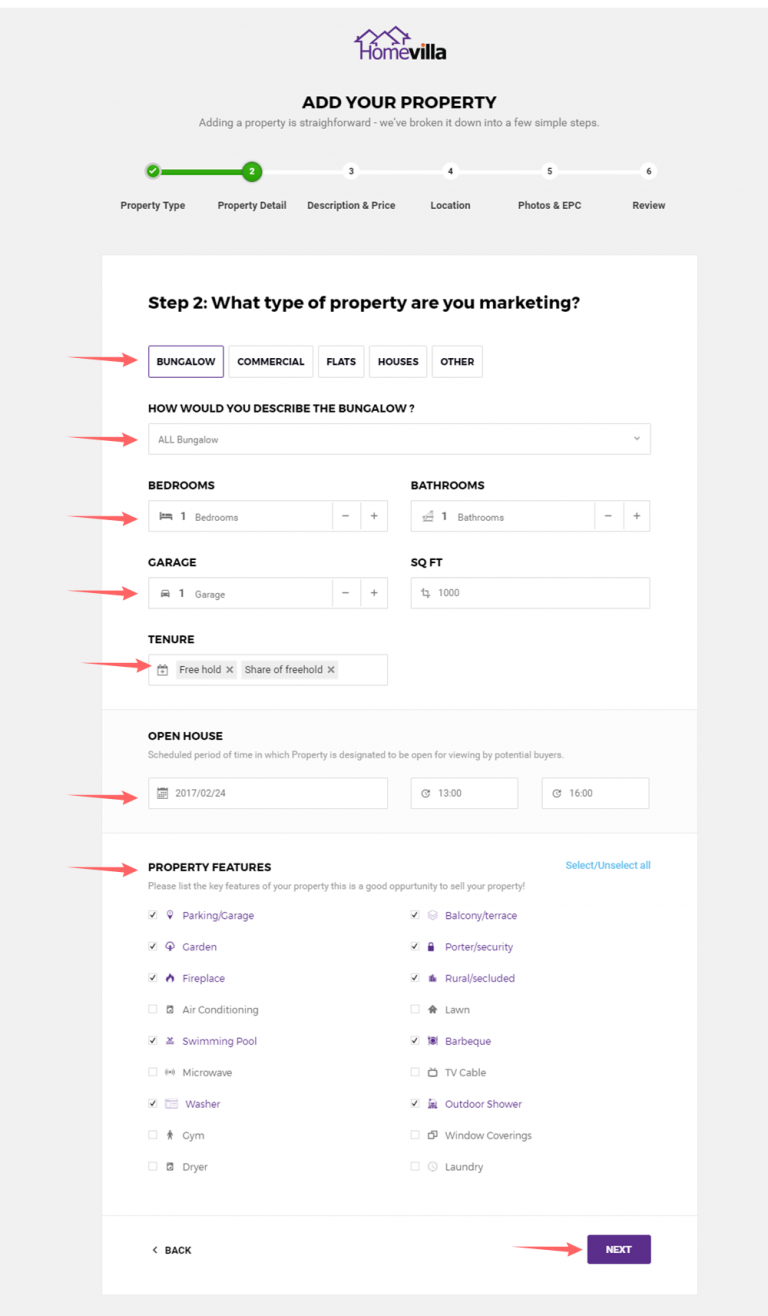 Homevilla
ADD YOUR PROPERTY
Adding a property is straighforward - we've broken it down into a few simple steps.
2 3 4 5 6
Property Type Property Detail Description & Price Location Photos & EPC Review
Step 2: What type of property are you marketing?
BUNGALOW COMMERCIAL FLATS HOUSES OTHER
HOW WOULD YOU DESCRIBE THE BUNGALOW ?
ALL Bungalow
BEDROOMS BATHROOMS
1 Bedrooms − + 1 Bathrooms − +
GARAGE SQ FT
1 Garage − + 1000
TENURE
Free hold ✕ Share of freehold ✕
OPEN HOUSE
Scheduled period of time in which Property is designated to be open for viewing by potential buyers.
2017/02/24 13:00 16:00
PROPERTY FEATURES Select/Unselect all
Please list the key features of your property this is a good oppurtunity to sell your property!
Parking/Garage Balcony/terrace
Garden Porter/security
Fireplace Rural/secluded
Air Conditioning Lawn
Swimming Pool Barbeque
Microwave TV Cable
Washer Outdoor Shower
Gym Window Coverings
Dryer Laundry
< BACK NEXT